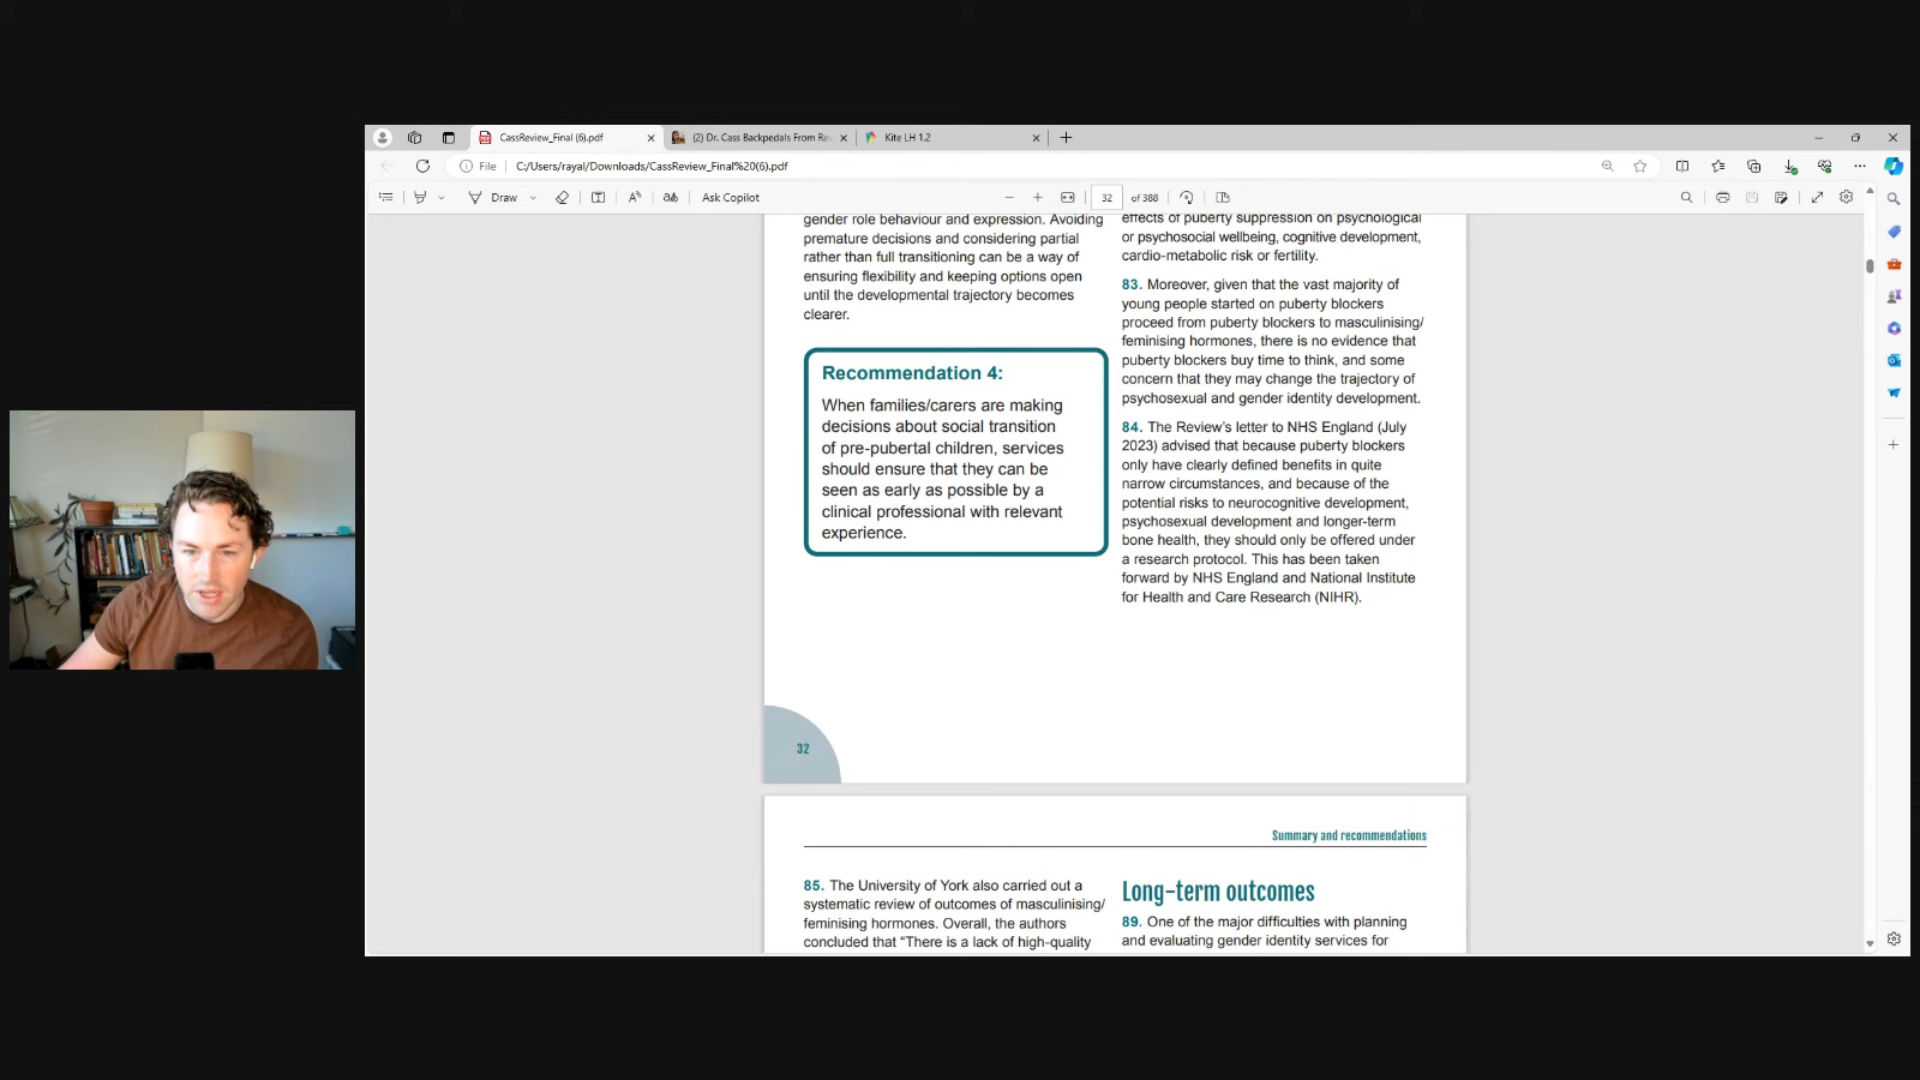 CassReview_Final (6).pdf
(2) Dr. Cass Backpedals From Re
Kite LH 1.2
File
C:/Users/rayal/Downloads/CassReview_Final%20(6).pdf
Draw
Ask Copilot
32
of 388
gender role behaviour and expression. Avoiding
premature decisions and considering partial
rather than full transitioning can be a way of
ensuring flexibility and keeping options open
until the developmental trajectory becomes
clearer.
Recommendation 4:
When families/carers are making
decisions about social transition
of pre-pubertal children, services
should ensure that they can be
seen as early as possible by a
clinical professional with relevant
experience.
effects of puberty suppression on psychological
or psychosocial wellbeing, cognitive development,
cardio-metabolic risk or fertility.
83. Moreover, given that the vast majority of
young people started on puberty blockers
proceed from puberty blockers to masculinising/
feminising hormones, there is no evidence that
puberty blockers buy time to think, and some
concern that they may change the trajectory of
psychosexual and gender identity development.
84. The Review's letter to NHS England (July
2023) advised that because puberty blockers
only have clearly defined benefits in quite
narrow circumstances, and because of the
potential risks to neurocognitive development,
psychosexual development and longer-term
bone health, they should only be offered under
a research protocol. This has been taken
forward by NHS England and National Institute
for Health and Care Research (NIHR).
32
Summary and recommendations
85. The University of York also carried out a
systematic review of outcomes of masculinising/
feminising hormones. Overall, the authors
concluded that “There is a lack of high-quality
Long-term outcomes
89. One of the major difficulties with planning
and evaluating gender identity services for